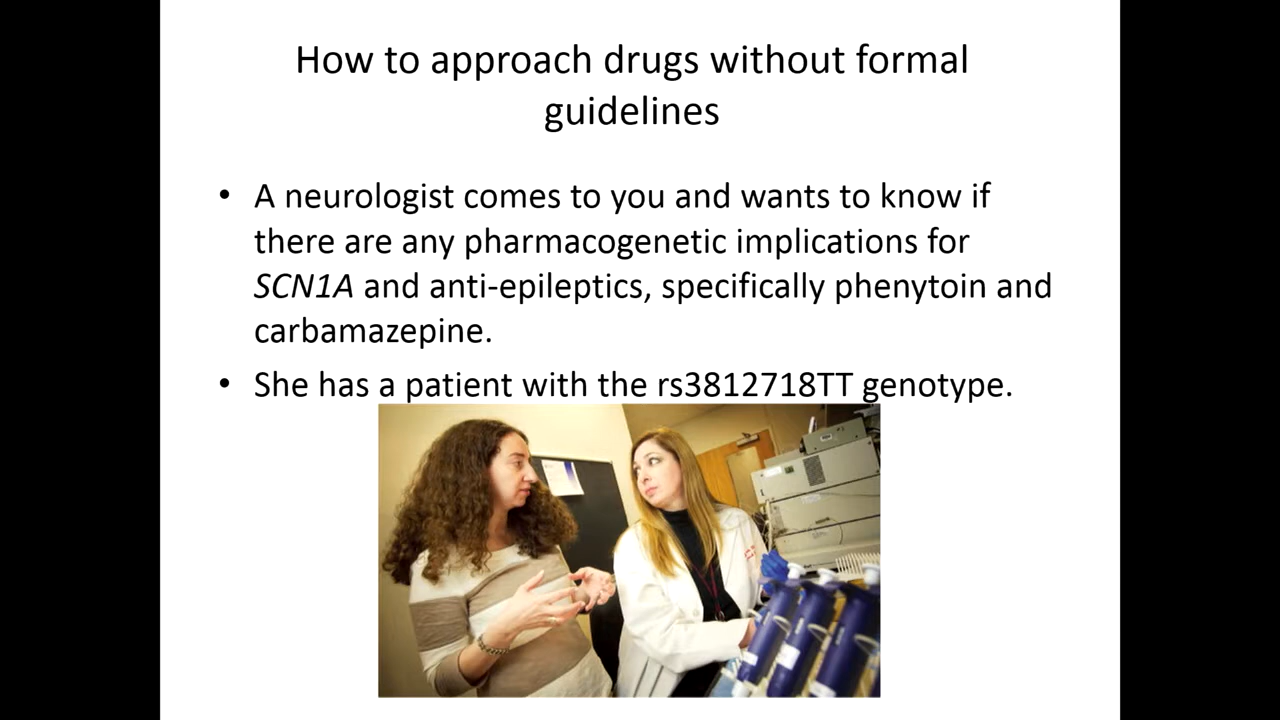 How to approach drugs without formal
guidelines
• A neurologist comes to you and wants to know if
there are any pharmacogenetic implications for
SCN1A and anti-epileptics, specifically phenytoin and
carbamazepine.
• She has a patient with the rs3812718TT genotype.